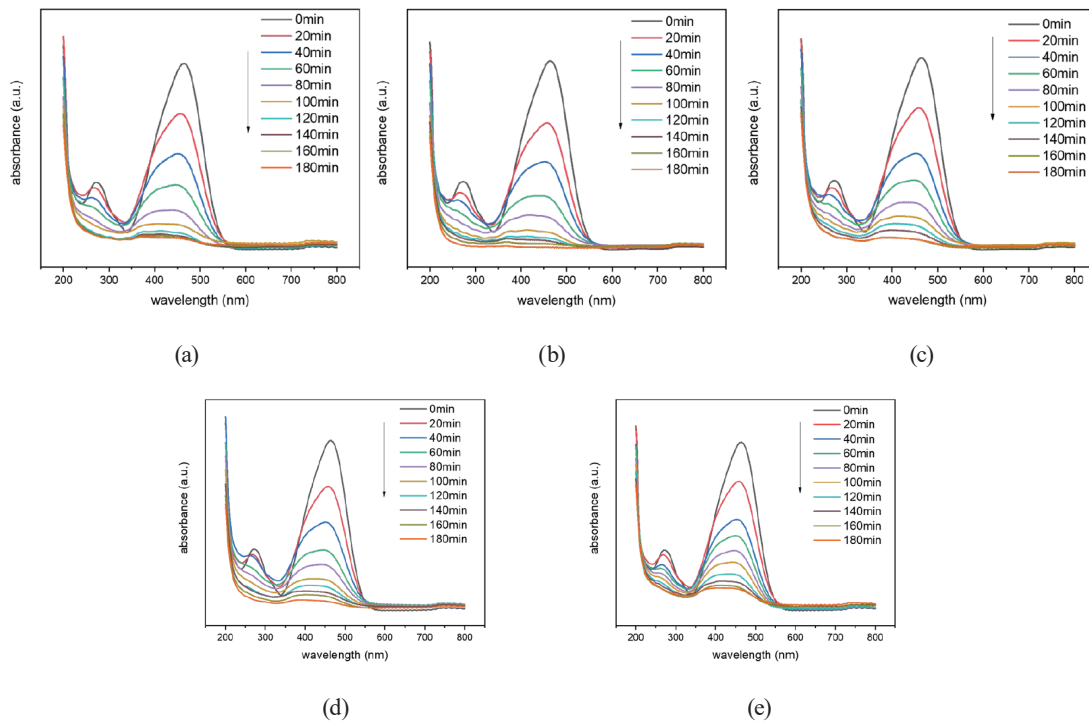 absorbance (a.u.)
0min
20min
40min
60min
80min
100min
120min
140min
160min
180min
200 300 400 500 600 700 800
wavelength (nm)
(a)
absorbance (a.u.)
0min
20min
40min
60min
80min
100min
120min
140min
160min
180min
200 300 400 500 600 700 800
wavelength (nm)
(b)
absorbance (a.u.)
0min
20min
40min
60min
80min
100min
120min
140min
160min
180min
200 300 400 500 600 700 800
wavelength (nm)
(c)
absorbance (a.u.)
0min
20min
40min
60min
80min
100min
120min
140min
160min
180min
200 300 400 500 600 700 800
wavelength (nm)
(d)
absorbance (a.u.)
0min
20min
40min
60min
80min
100min
120min
140min
160min
180min
200 300 400 500 600 700 800
wavelength (nm)
(e)